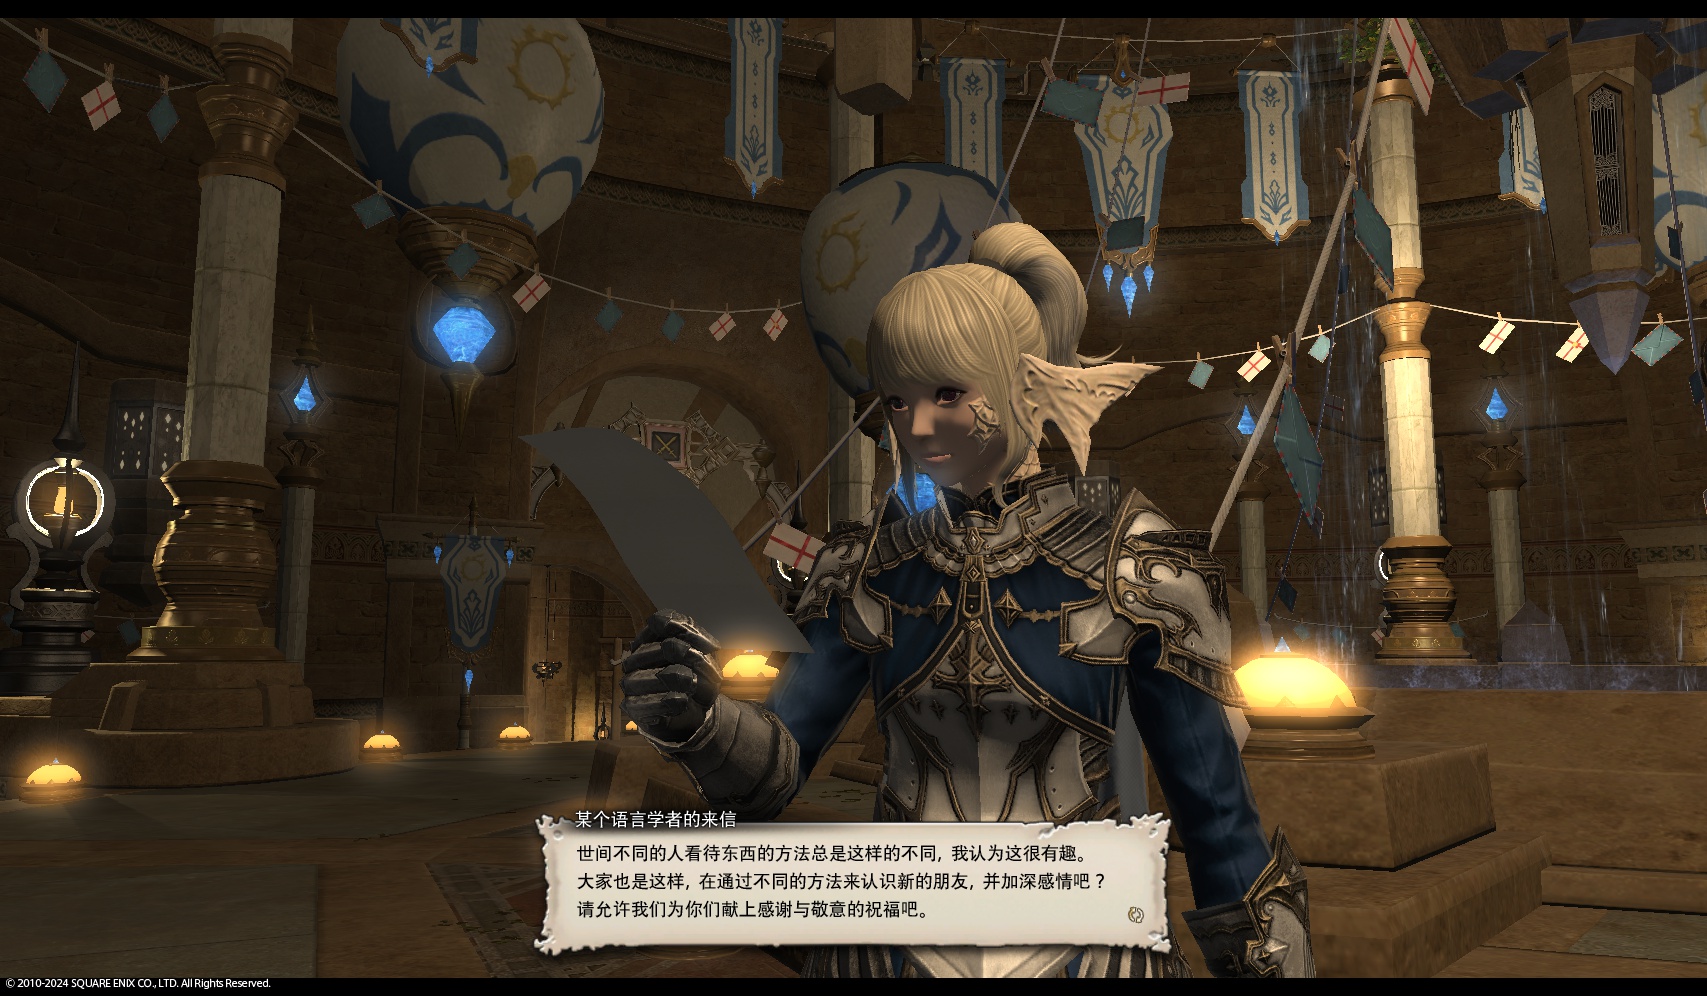 某个语言学者的来信
世间不同的人看待东西的方法总是这样的不同，我认为这很有趣。
大家也是这样，在通过不同的方法来认识新的朋友，并加深感情吧？
请允许我们为你们献上感谢与敬意的祝福吧。
© 2010-2024 SQUARE ENIX CO., LTD. All Rights Reserved.